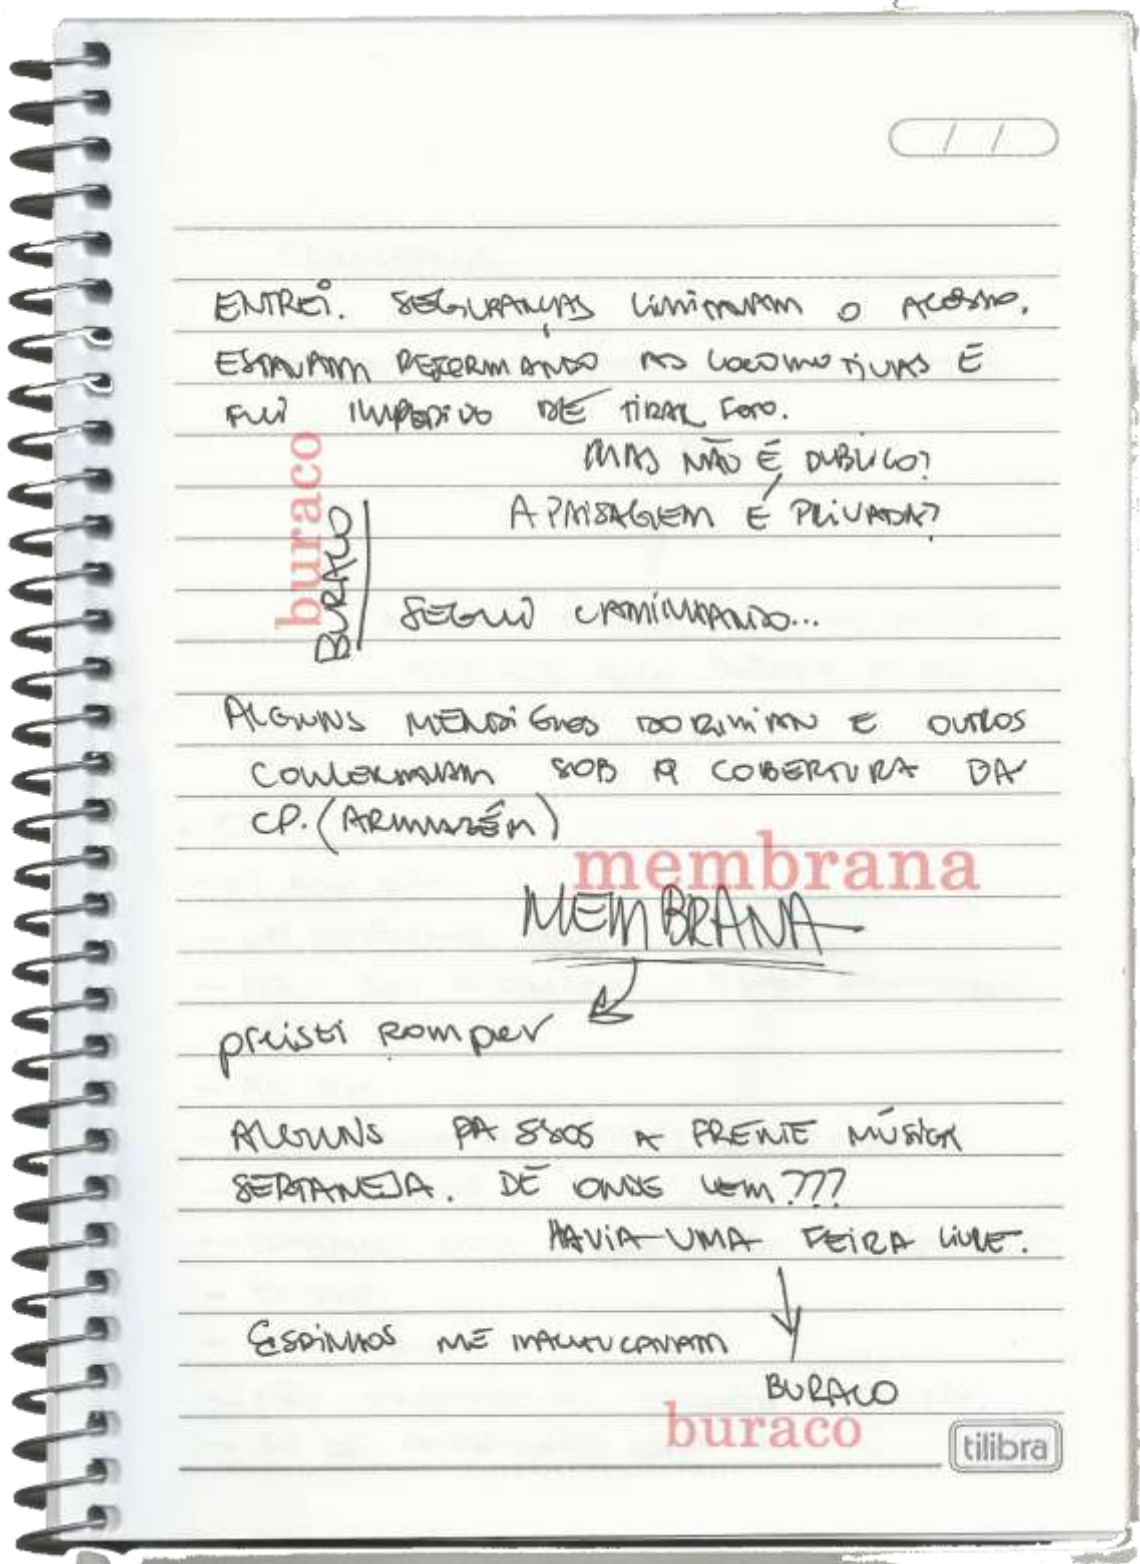 / /
ENTREI. SEGURANÇAS LIMITAVAM O ACESSO.
ESTAVAM REFORMANDO AS LOCOMOTIVAS E
FUI IMPEDIDO DE TIRAR FOTO.
MAS NÃO É PUBLICO?
A PAISAGEM É PRIVADA?
buraco
BURACO
SEGUI CAMINHANDO...
ALGUNS MENDIGOS DORMIAM E OUTROS
CONVERSAVAM SOB A COBERTURA DA
CP. (ARMAZÉM)
membrana
MEMBRANA
precisei romper
ALGUNS PASSOS A FRENTE MÚSICA
SERTANEJA. DE ONDE VEM???
HAVIA UMA FEIRA LIVRE.
ESPINHOS ME MACHUCAVAM
BURACO
buraco
tilibra